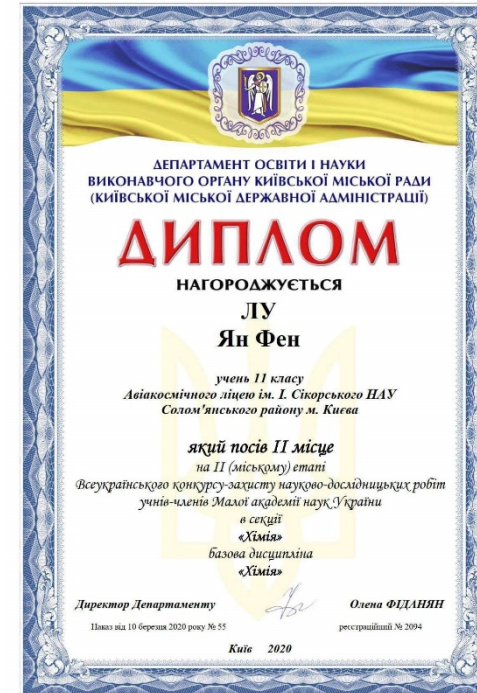 ДЕПАРТАМЕНТ ОСВІТИ І НАУКИ
ВИКОНАВЧОГО ОРГАНУ КИЇВСЬКОЇ МІСЬКОЇ РАДИ
(КИЇВСЬКОЇ МІСЬКОЇ ДЕРЖАВНОЇ АДМІНІСТРАЦІЇ)
ДИПЛОМ
НАГОРОДЖУЄТЬСЯ
ЛУ
Ян Фен
учень 11 класу
Авіакосмічного ліцею ім. І. Сікорського НАУ
Солом'янського району м. Києва
який посів ІІ місце
на ІІ (міському) етапі
Всеукраїнського конкурсу-захисту науково-дослідницьких робіт
учнів-членів Малої академії наук України
в секції
«Хімія»
базова дисципліна
«Хімія»
Директор Департаменту Олена ФІДАНЯН
Наказ від 10 березня 2020 року № 55 реєстраційний № 2094
Київ 2020